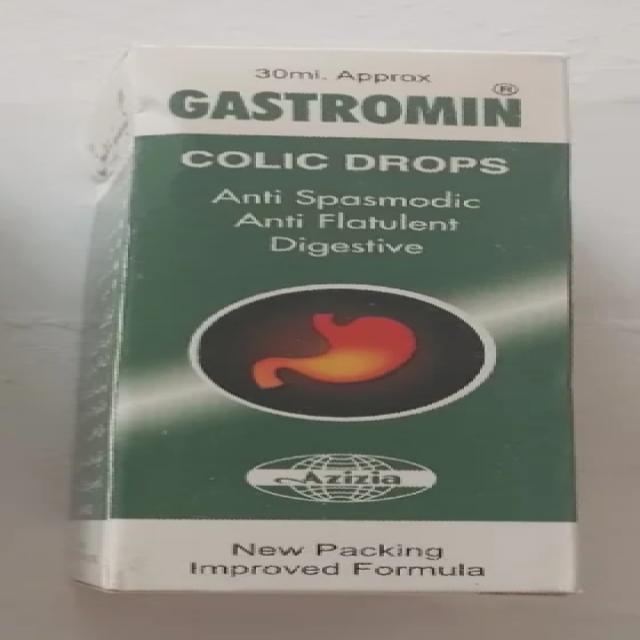 30ml. Approx
GASTROMIN®
COLIC DROPS
Anti Spasmodic
Anti Flatulent
Digestive
Azizia
New Packing
Improved Formula